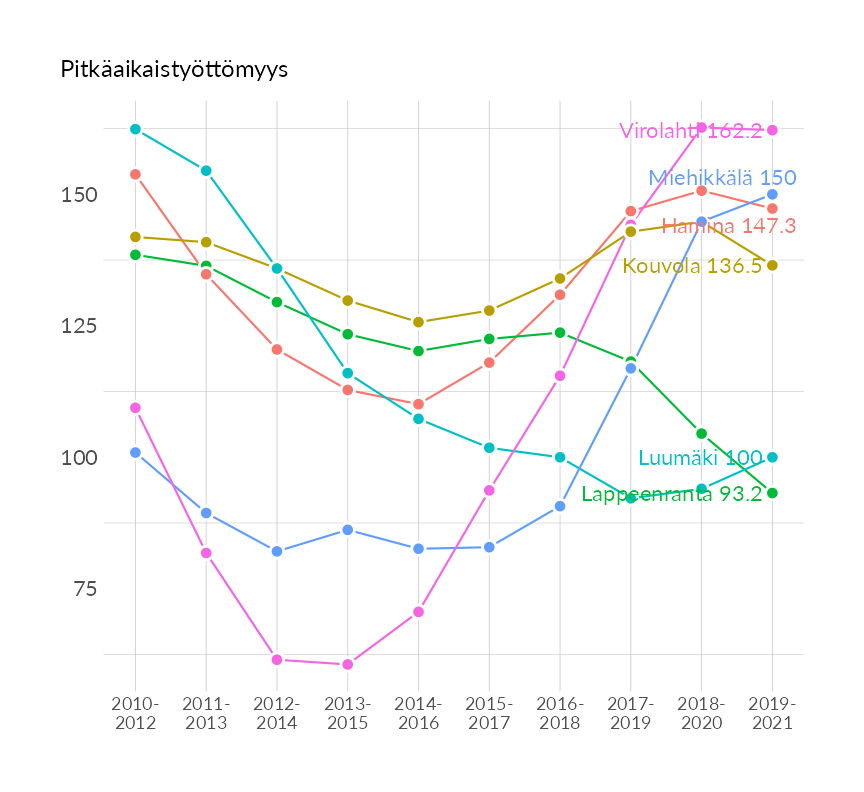 Pitkäaikaistyöttömyys
Virolahti 162.2
Miehikkälä 150
150
Hamina 147.3
Kouvola 136.5
125
Luumäki 100
100
Lappeenranta 93.2
75
2010- 2011- 2012- 2013- 2014- 2015- 2016- 2017- 2018- 2019-
2012 2013 2014 2015 2016 2017 2018 2019 2020 2021